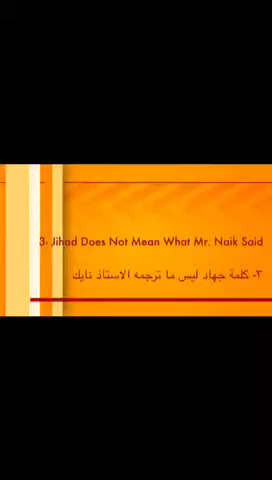 3- Jihad Does Not Mean What Mr. Naik Said
٣- كلمة جهاد ليس ما ترجمه الاستاذ نايك